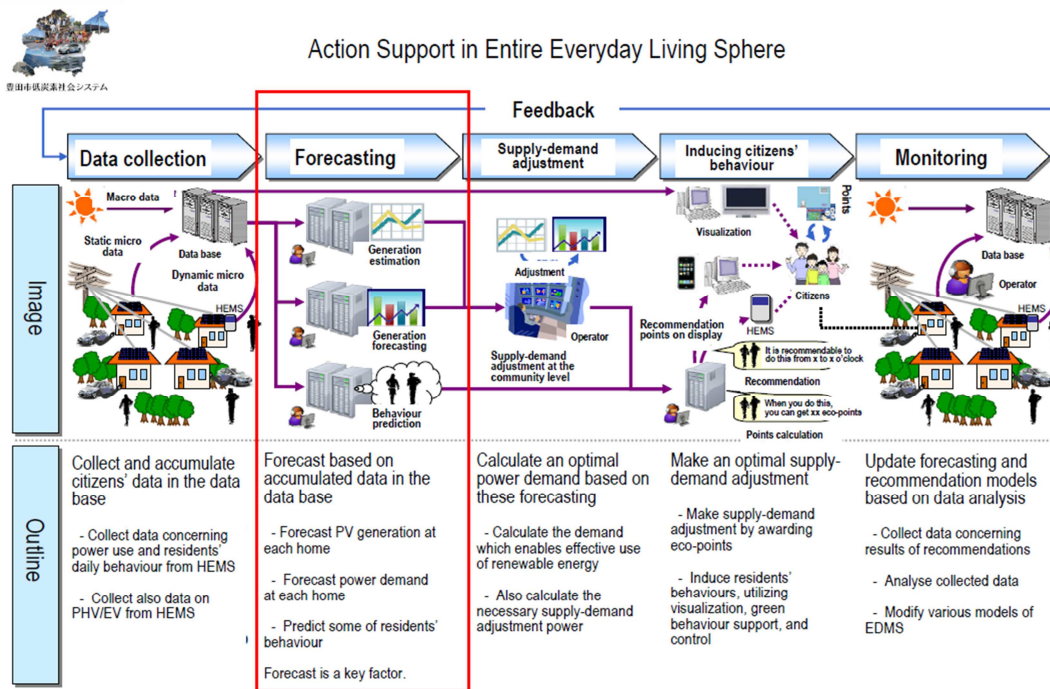 Action Support in Entire Everyday Living Sphere
豊田市低炭素社会システム
Feedback
Data collection
Forecasting
Supply-demand
adjustment
Inducing citizens'
behaviour
Monitoring
Image
Macro data
Static micro
data
Data base
Dynamic micro
data
HEMS
Generation
estimation
Generation
forecasting
Behaviour
prediction
Adjustment
Operator
Supply-demand
adjustment at the
community level
Visualization
Points
Citizens
HEMS
Recommendation
points on display
It is recommendable to
do this from x to x o'clock
Recommendation
When you do this,
you can get xx eco-points
Points calculation
Data base
Operator
HEMS
Outline
Collect and accumulate
citizens' data in the data
base
- Collect data concerning
power use and residents'
daily behaviour from HEMS
- Collect also data on
PHV/EV from HEMS
Forecast based on
accumulated data in the
data base
- Forecast PV generation at
each home
- Forecast power demand
at each home
- Predict some of residents'
behaviour
Forecast is a key factor.
Calculate an optimal
power demand based on
these forecasting
- Calculate the demand
which enables effective use
of renewable energy
- Also calculate the
necessary supply-demand
adjustment power
Make an optimal supply-
demand adjustment
- Make supply-demand
adjustment by awarding
eco-points
- Induce residents'
behaviours, utilizing
visualization, green
behaviour support, and
control
Update forecasting and
recommendation models
based on data analysis
- Collect data concerning
results of recommendations
- Analyse collected data
- Modify various models of
EDMS